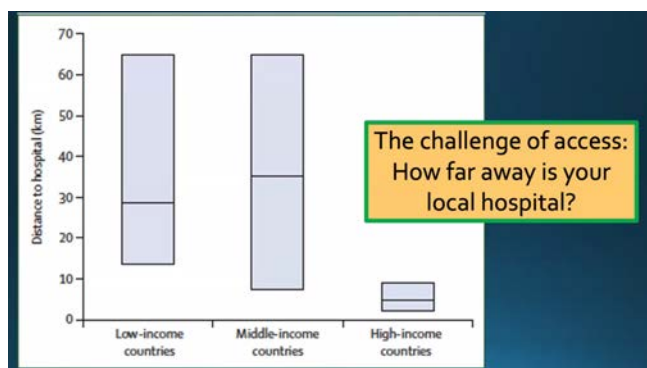 70
60
50
40
30
20
10
0
Distance to hospital (km)
Low-income
countries
Middle-income
countries
High-income
countries
The challenge of access:
How far away is your
local hospital?